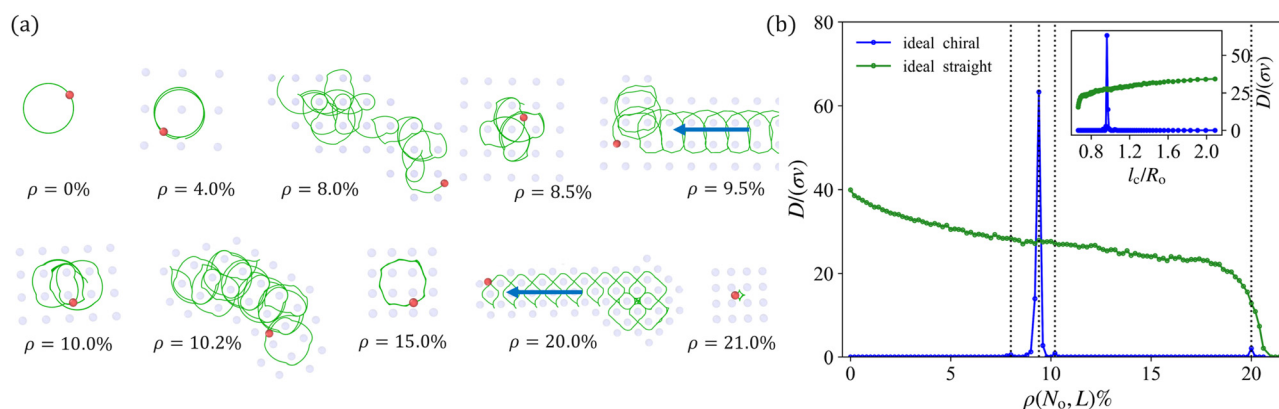 (a)
ρ = 0%
ρ = 4.0%
ρ = 8.0%
ρ = 8.5%
ρ = 9.5%
ρ = 10.0%
ρ = 10.2%
ρ = 15.0%
ρ = 20.0%
ρ = 21.0%
(b)
80
60
40
20
0
D/(σv)
ideal chiral
ideal straight
50
25
0
D/(σv)
0.8 1.2 1.6 2.0
l_c/R_o
0 5 10 15 20
ρ(N_o, L)%